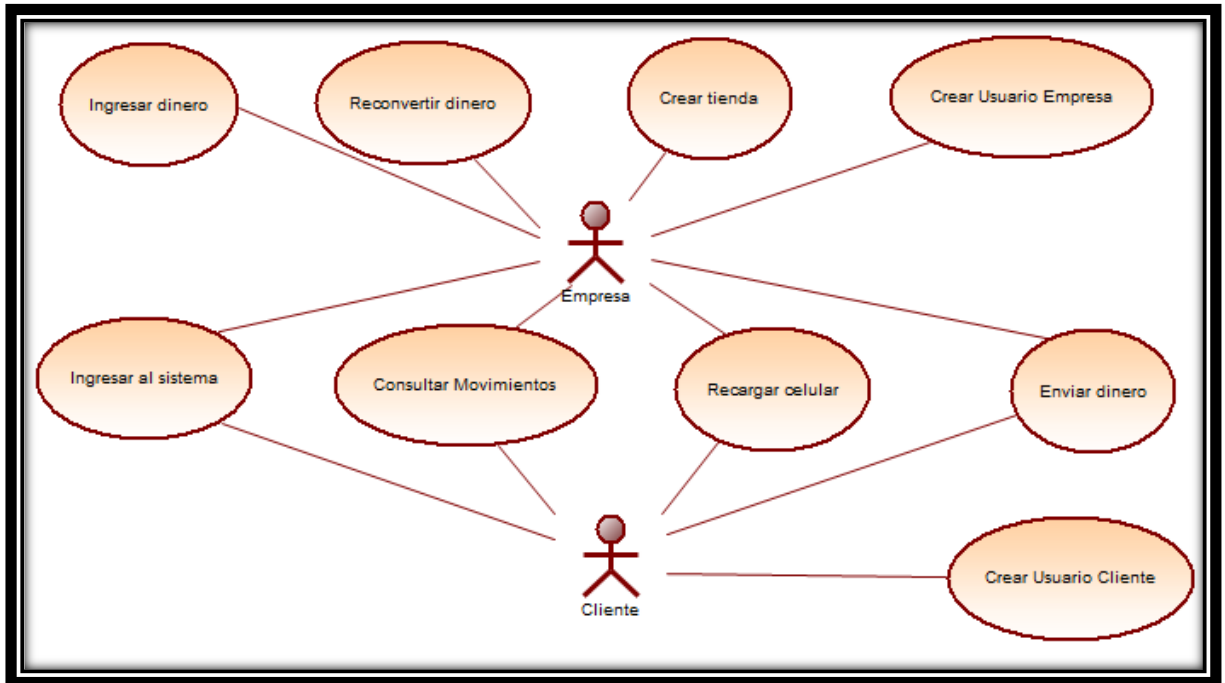 Ingresar dinero
Reconvertir dinero
Crear tienda
Crear Usuario Empresa
Empresa
Ingresar al sistema
Consultar Movimientos
Recargar celular
Enviar dinero
Crear Usuario Cliente
Cliente